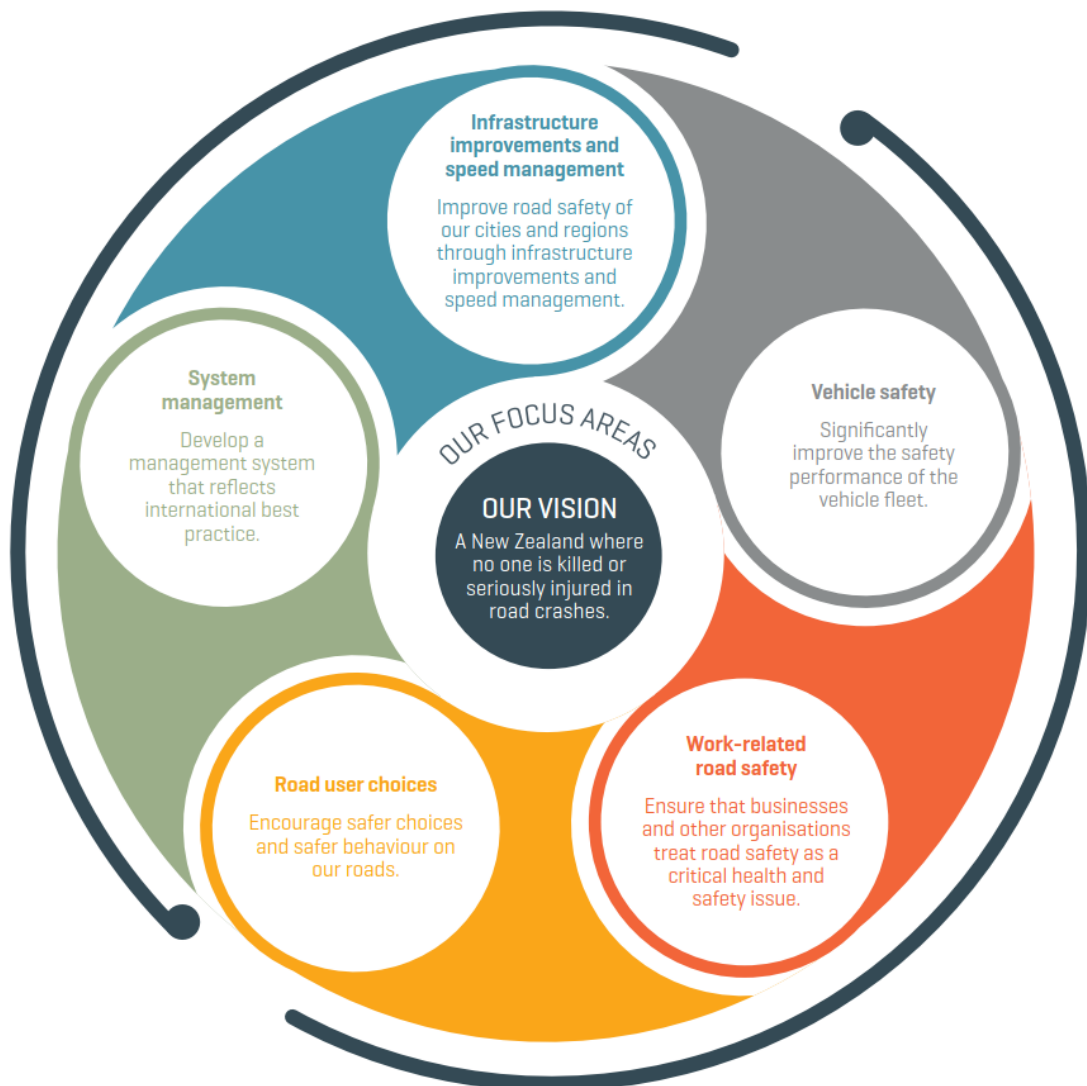 Infrastructure
improvements and
speed management
Improve road safety of
our cities and regions
through infrastructure
improvements and
speed management.
Vehicle safety
Significantly
improve the safety
performance of the
vehicle fleet.
System
management
Develop a
management system
that reflects
international best
practice.
OUR FOCUS AREAS
OUR VISION
A New Zealand where
no one is killed or
seriously injured in
road crashes.
Work-related
road safety
Ensure that businesses
and other organisations
treat road safety as a
critical health and
safety issue.
Road user choices
Encourage safer choices
and safer behaviour on
our roads.